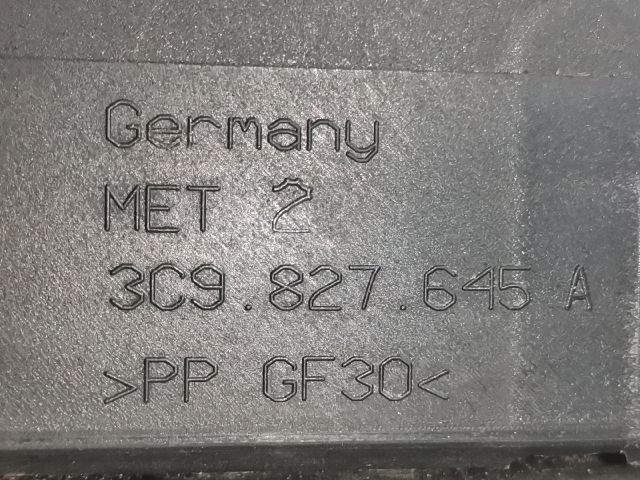 Germany
MET 2
3C9.827.645 A
>PP GF30<